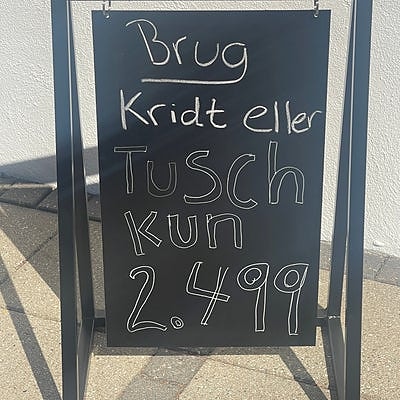 Brug
Kridt eller
Tusch
kun
2.499